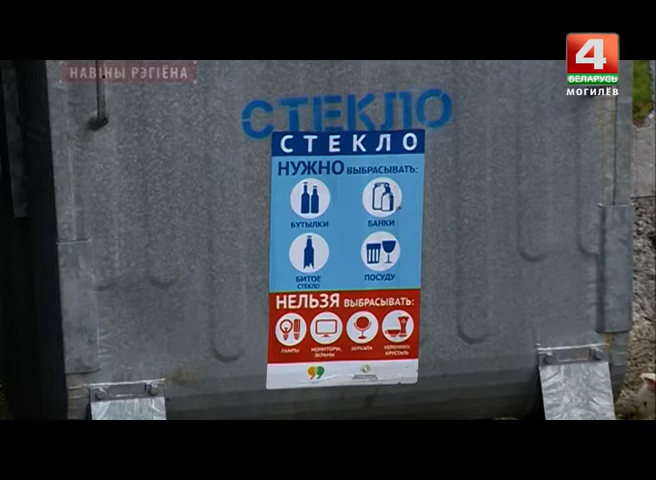 НАВІНЫ РЭГІЁНА
4
БЕЛАРУСЬ
МОГИЛЁВ
СТЕКЛО
СТЕКЛО
НУЖНО ВЫБРАСЫВАТЬ:
БУТЫЛКИ БАНКИ
БИТОЕ СТЕКЛО ПОСУДУ
НЕЛЬЗЯ ВЫБРАСЫВАТЬ:
ЛАМПЫ МОНИТОРЫ, ЭКРАНЫ ЗЕРКАЛА КЕРАМИКУ, ХРУСТАЛЬ